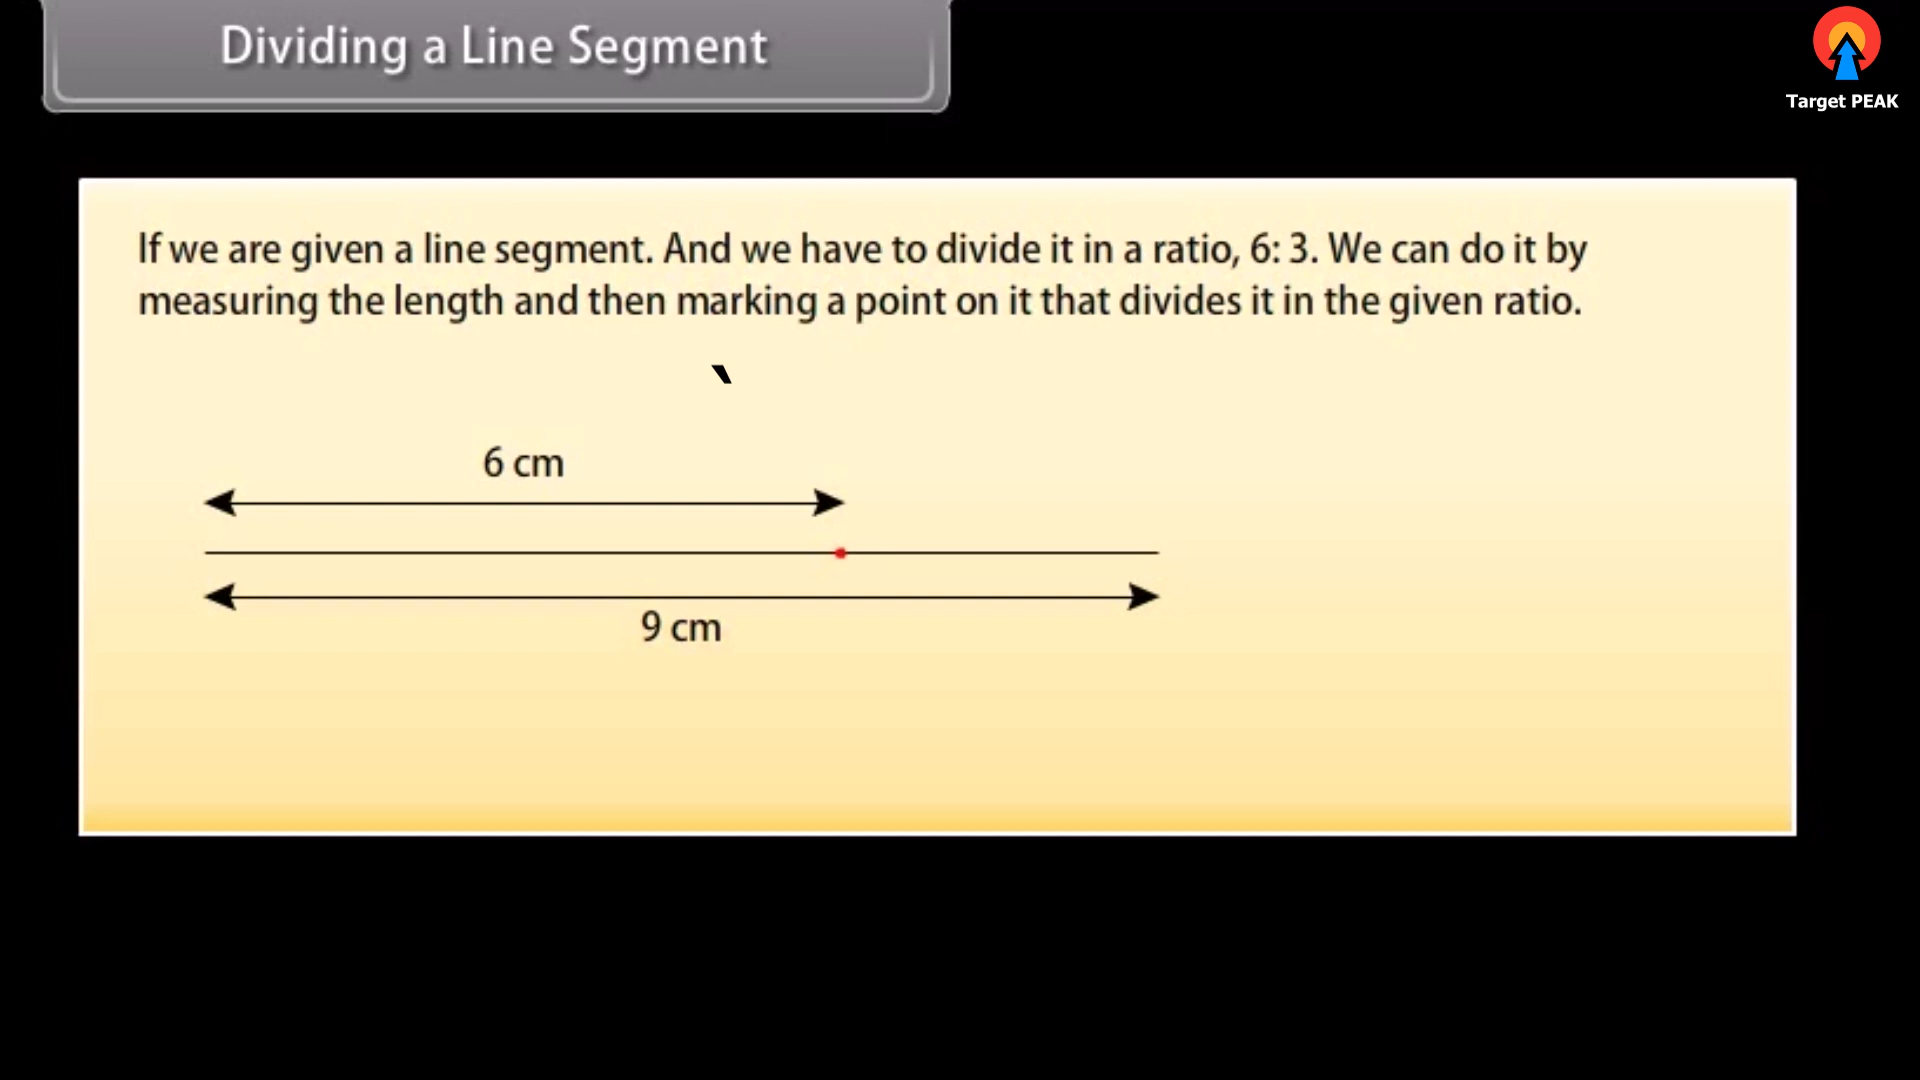 Dividing a Line Segment
Target PEAK
If we are given a line segment. And we have to divide it in a ratio, 6: 3. We can do it by
measuring the length and then marking a point on it that divides it in the given ratio.
`
6 cm
9 cm